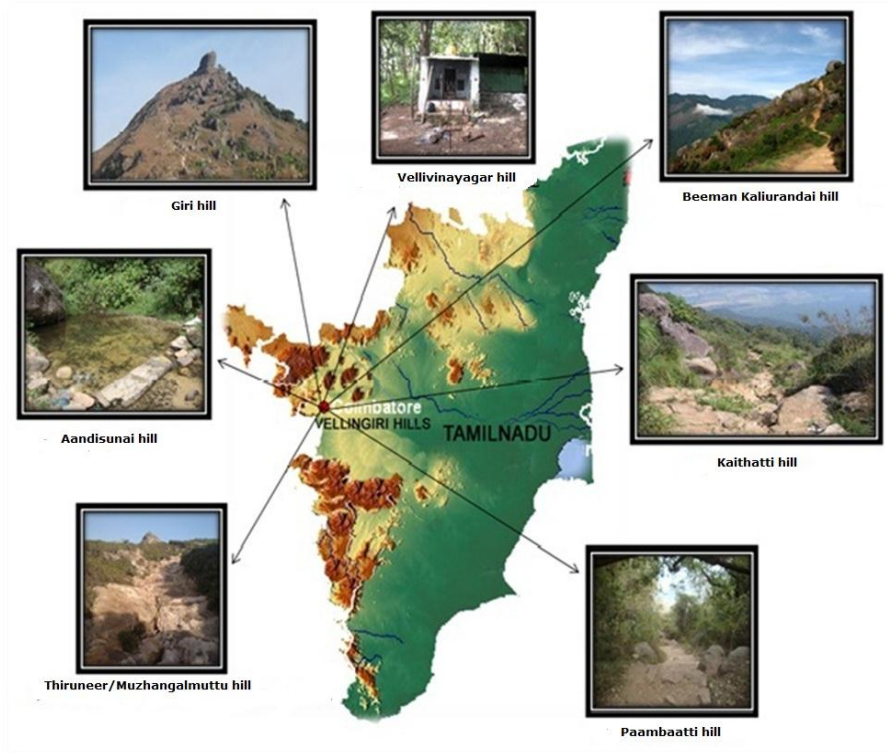 Giri hill
Vellivinayagar hill
Beeman Kaliurandai hill
Aandisunai hill
Coimbatore
VELLINGIRI HILLS
TAMILNADU
Kaithatti hill
Thiruneer/Muzhangalmuttu hill
Paambaatti hill